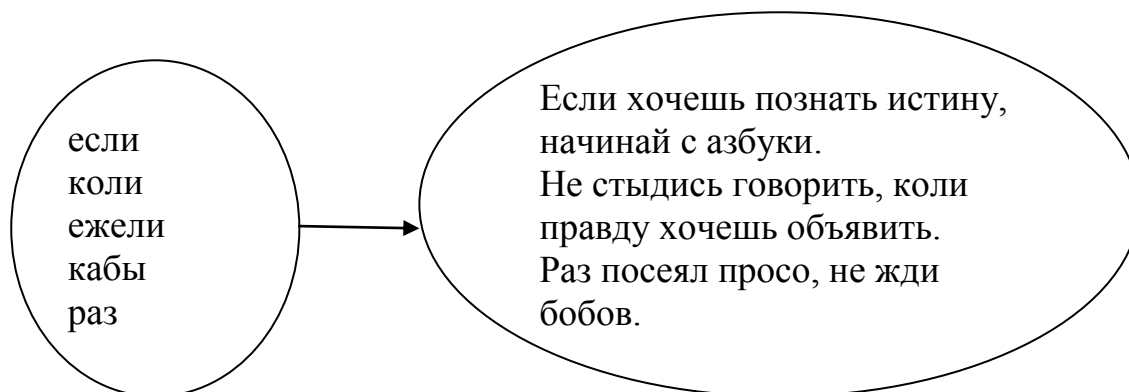 если
коли
ежели
кабы
раз
Если хочешь познать истину,
начинай с азбуки.
Не стыдись говорить, коли
правду хочешь объявить.
Раз посеял просо, не жди
бобов.